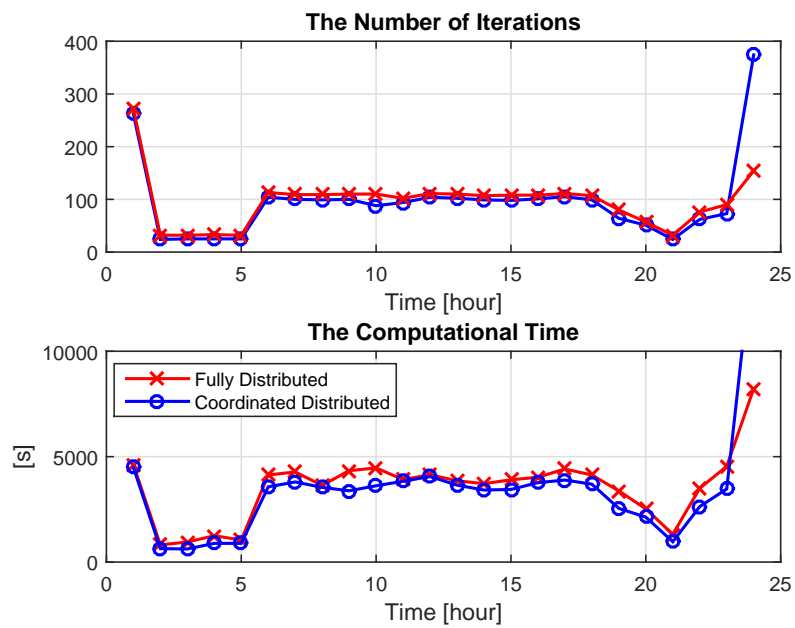 The Number of Iterations
400
300
200
100
0
0 5 10 15 20 25
Time [hour]
The Computational Time
10000
5000
0
[s]
Fully Distributed
Coordinated Distributed
0 5 10 15 20 25
Time [hour]